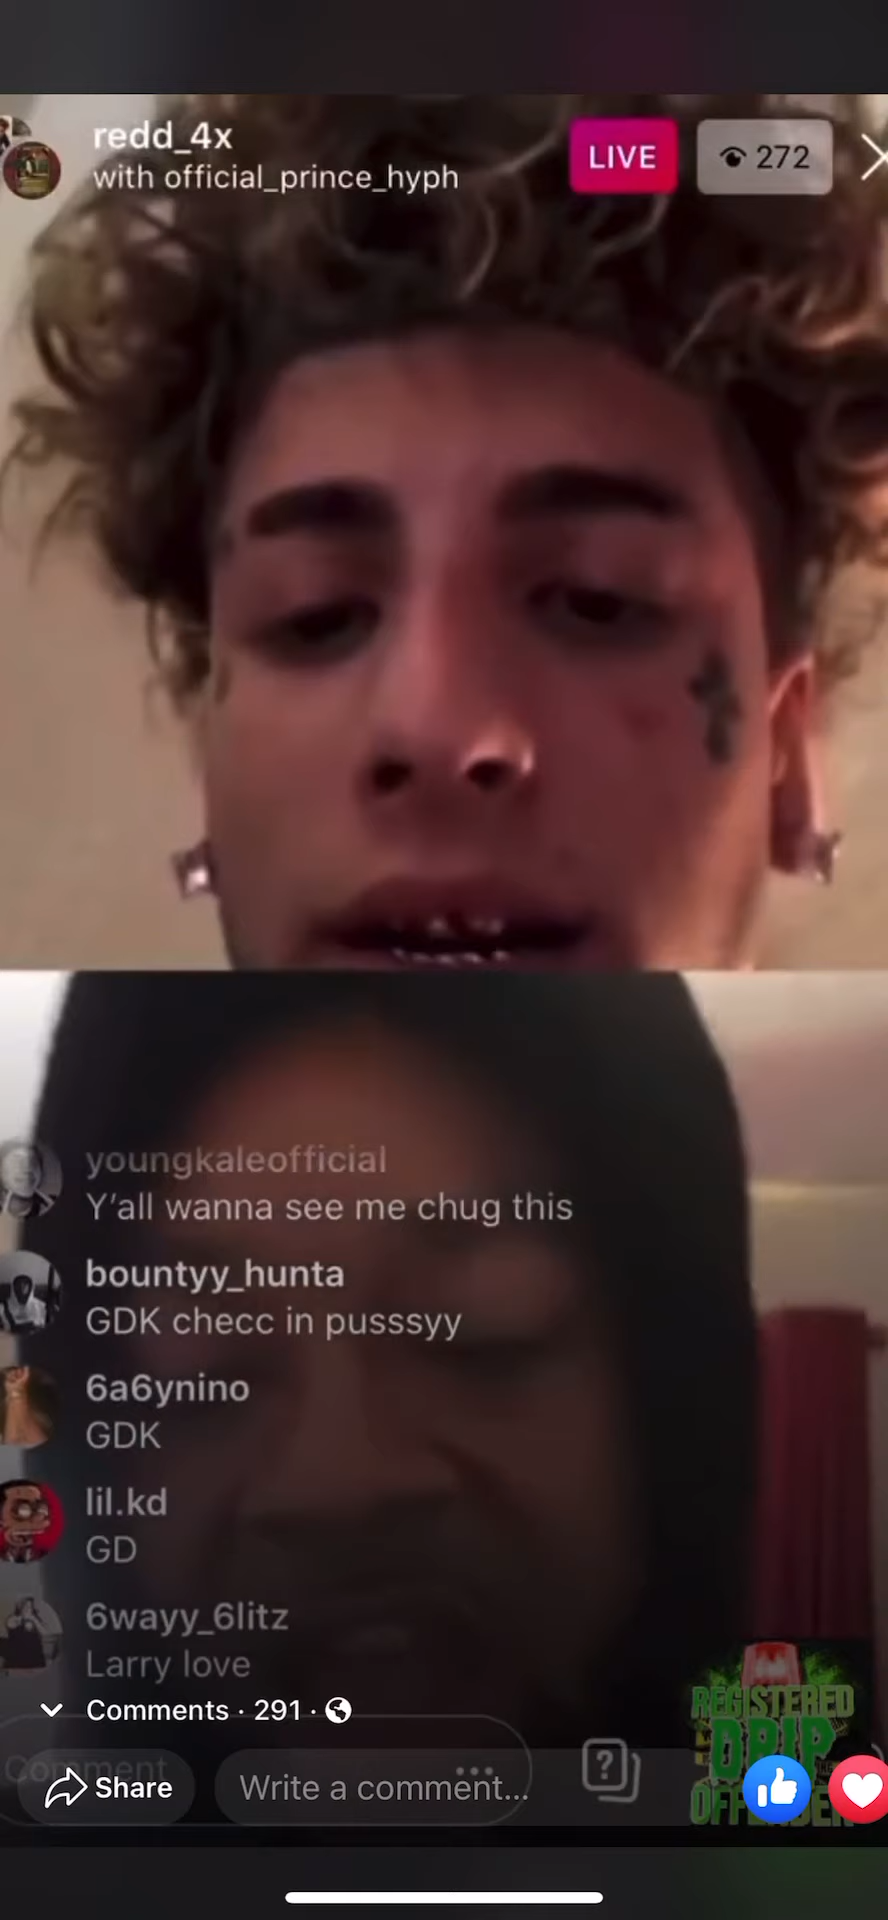 redd_4x
with official_prince_hyph
LIVE
272
youngkaleofficial
Y'all wanna see me chug this
bountyy_hunta
GDK checc in pusssyy
6a6ynino
GDK
lil.kd
GD
6wayy_6litz
Larry love
Comments · 291 ·
Comment
Share
Write a comment...
REGISTERED
DRIP
OFFENDER